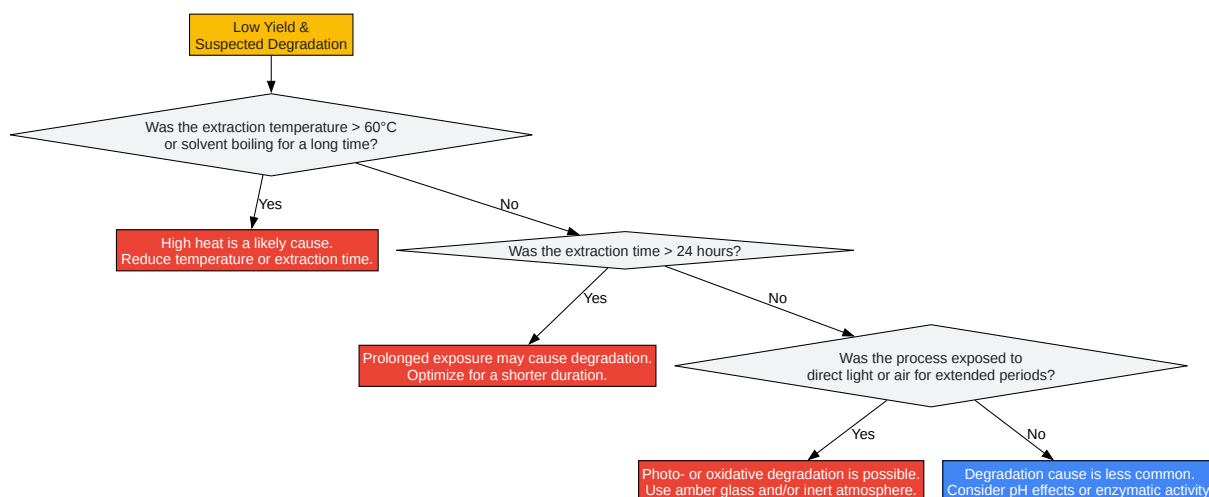 Low Yield &
Suspected Degradation
Was the extraction temperature > 60°C
or solvent boiling for a long time?
Yes
No
High heat is a likely cause.
Reduce temperature or extraction time.
Was the extraction time > 24 hours?
Yes
No
Prolonged exposure may cause degradation.
Optimize for a shorter duration.
Was the process exposed to
direct light or air for extended periods?
Yes
No
Photo- or oxidative degradation is possible.
Use amber glass and/or inert atmosphere.
Degradation cause is less common.
Consider pH effects or enzymatic activity